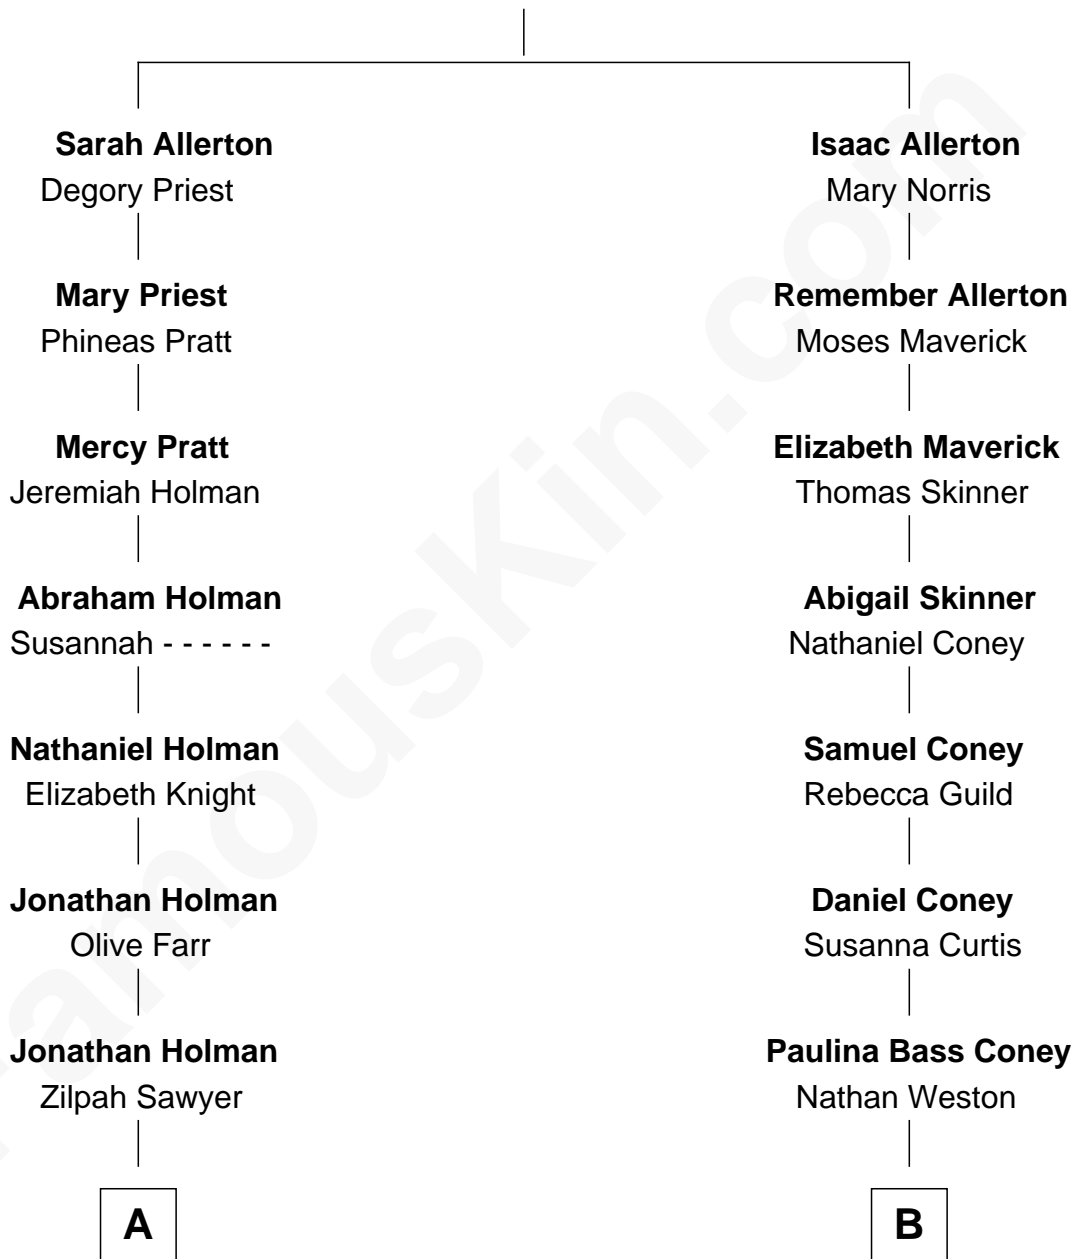 Sarah Allerton
Degory Priest
Isaac Allerton
Mary Norris
Mary Priest
Phineas Pratt
Remember Allerton
Moses Maverick
Mercy Pratt
Jeremiah Holman
Elizabeth Maverick
Thomas Skinner
Abraham Holman
Susannah - - - - - -
Abigail Skinner
Nathaniel Coney
Nathaniel Holman
Elizabeth Knight
Samuel Coney
Rebecca Guild
Jonathan Holman
Olive Farr
Daniel Coney
Susanna Curtis
Jonathan Holman
Zilpah Sawyer
Paulina Bass Coney
Nathan Weston
A
B
FamousKin.com